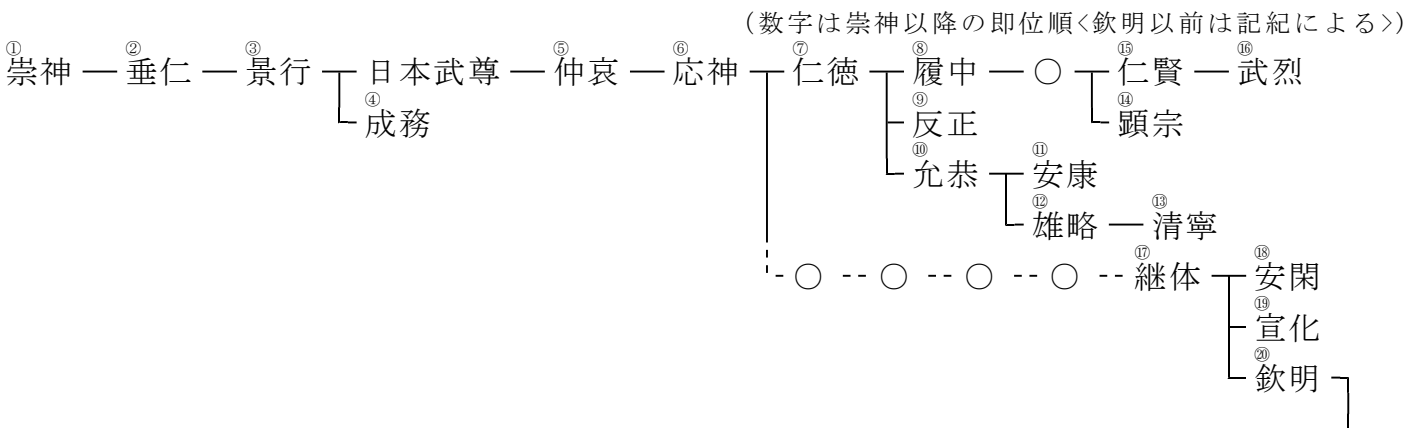 (数字は崇神以降の即位順<欽明以前は記紀による>)
①崇神 ②垂仁 ③景行 日本武尊 ⑤仲哀 ⑥応神 ⑦仁徳 ⑧履中 ○ ⑮仁賢 ⑯武烈
④成務 ⑨反正 ⑭顕宗
⑩允恭 ⑪安康
⑫雄略 ⑬清寧
○ ○ ○ ○ ⑰継体 ⑱安閑
⑲宣化
⑳欽明